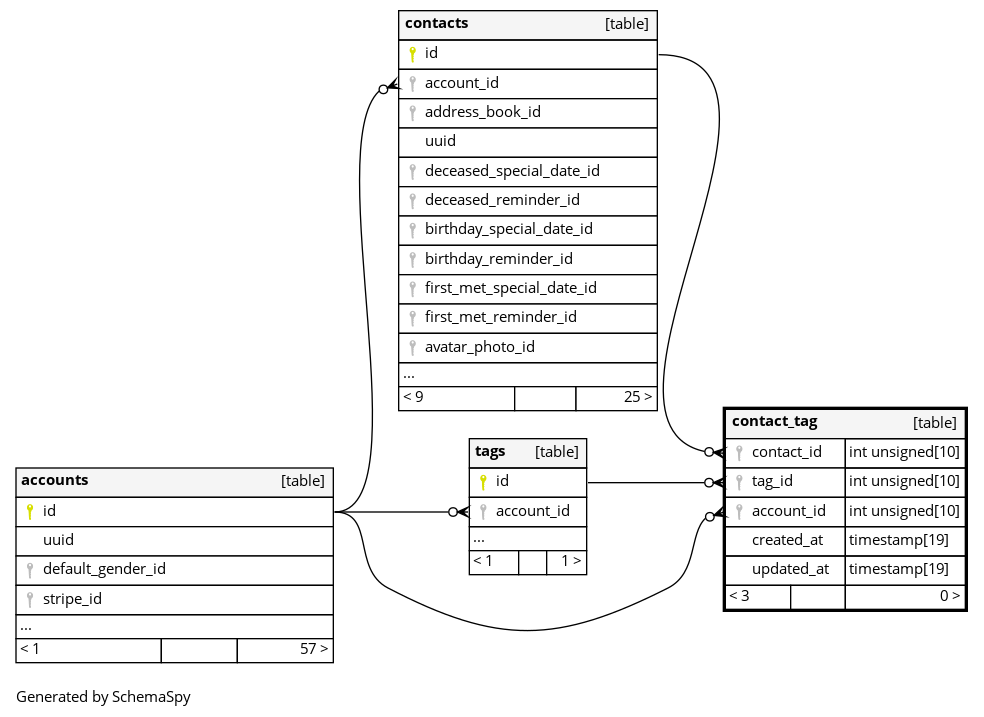 contacts [table]
id
account_id
address_book_id
uuid
deceased_special_date_id
deceased_reminder_id
birthday_special_date_id
birthday_reminder_id
first_met_special_date_id
first_met_reminder_id
avatar_photo_id
...
< 9 25 >
contact_tag [table]
contact_id int unsigned[10]
tag_id int unsigned[10]
account_id int unsigned[10]
created_at timestamp[19]
updated_at timestamp[19]
< 3 0 >
tags [table]
id
account_id
...
< 1 1 >
accounts [table]
id
uuid
default_gender_id
stripe_id
...
< 1 57 >
Generated by SchemaSpy